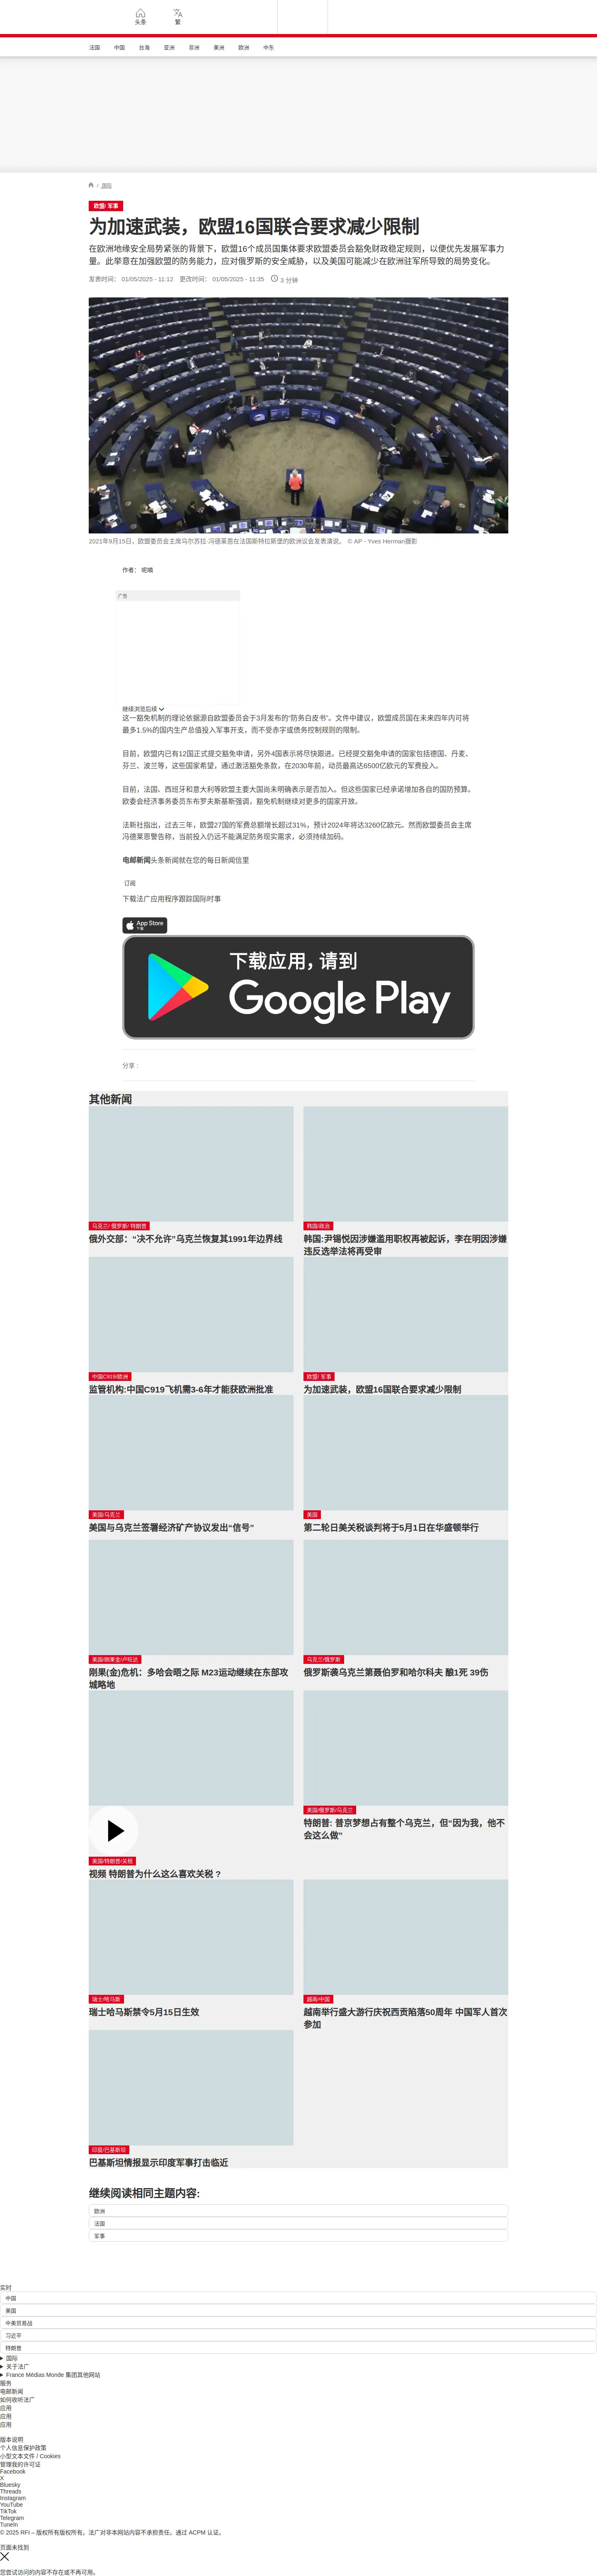 头条
繁
法国 中国 台海 亚洲 非洲 美洲 欧洲 中东
/ 国际
欧盟/ 军事
为加速武装，欧盟16国联合要求减少限制
在欧洲地缘安全局势紧张的背景下，欧盟16个成员国集体要求欧盟委员会豁免财政稳定规则，以便优先发展军事力
量。此举意在加强欧盟的防务能力，应对俄罗斯的安全威胁，以及美国可能减少在欧洲驻军所导致的局势变化。
发表时间： 01/05/2025 - 11:12 更改时间： 01/05/2025 - 11:35 3 分钟
2021年9月15日，欧盟委员会主席乌尔苏拉·冯德莱恩在法国斯特拉斯堡的欧洲议会发表演说。 © AP - Yves Herman摄影
作者： 呢喃
广告
继续浏览后续
这一豁免机制的理论依据源自欧盟委员会于3月发布的“防务白皮书”。文件中建议，欧盟成员国在未来四年内可将
最多1.5%的国内生产总值投入军事开支，而不受赤字或债务控制规则的限制。
目前，欧盟内已有12国正式提交豁免申请，另外4国表示将尽快跟进。已经提交豁免申请的国家包括德国、丹麦、
芬兰、波兰等，这些国家希望，通过激活豁免条款，在2030年前，动员最高达6500亿欧元的军费投入。
目前，法国、西班牙和意大利等欧盟主要大国尚未明确表示是否加入。但这些国家已经承诺增加各自的国防预算。
欧委会经济事务委员东布罗夫斯基斯强调，豁免机制继续对更多的国家开放。
法新社指出，过去三年，欧盟27国的军费总额增长超过31%，预计2024年将达3260亿欧元。然而欧盟委员会主席
冯德莱恩警告称，当前投入仍远不能满足防务现实需求，必须持续加码。
电邮新闻头条新闻就在您的每日新闻信里
订阅
下载法广应用程序跟踪国际时事
App Store
下载
下载应用，请到
Google Play
分享 :
其他新闻
乌克兰/ 俄罗斯/ 特朗普
俄外交部：“决不允许”乌克兰恢复其1991年边界线
韩国/政治
韩国:尹锡悦因涉嫌滥用职权再被起诉，李在明因涉嫌
违反选举法将再受审
中国C919/欧洲
监管机构:中国C919飞机需3-6年才能获欧洲批准
欧盟/ 军事
为加速武装，欧盟16国联合要求减少限制
美国/乌克兰
美国与乌克兰签署经济矿产协议发出“信号”
美国
第二轮日美关税谈判将于5月1日在华盛顿举行
美国/刚果金/卢旺达
刚果(金)危机：多哈会晤之际 M23运动继续在东部攻
城略地
乌克兰/俄罗斯
俄罗斯袭乌克兰第聂伯罗和哈尔科夫 酿1死 39伤
美国/特朗普/关税
视频 特朗普为什么这么喜欢关税 ?
美国/俄罗斯/乌克兰
特朗普: 普京梦想占有整个乌克兰，但“因为我，他不
会这么做”
瑞士/哈马斯
瑞士哈马斯禁令5月15日生效
越南/中国
越南举行盛大游行庆祝西贡陷落50周年 中国军人首次
参加
印度/巴基斯坦
巴基斯坦情报显示印度军事打击临近
继续阅读相同主题内容:
欧洲
法国
军事
实时
中国
美国
中美贸易战
习近平
特朗普
国际
关于法广
France Médias Monde 集团其他网站
服务
电邮新闻
如何收听法广
应用
应用
应用
版本说明
个人信息保护政策
小型文本文件 / Cookies
管理我的许可证
Facebook
X
Bluesky
Threads
Instagram
YouTube
TikTok
Telegram
TuneIn
© 2025 RFI – 版权所有版权所有。法广对非本网站内容不承担责任。通过 ACPM 认证。
页面未找到
您尝试访问的内容不存在或不再可用。